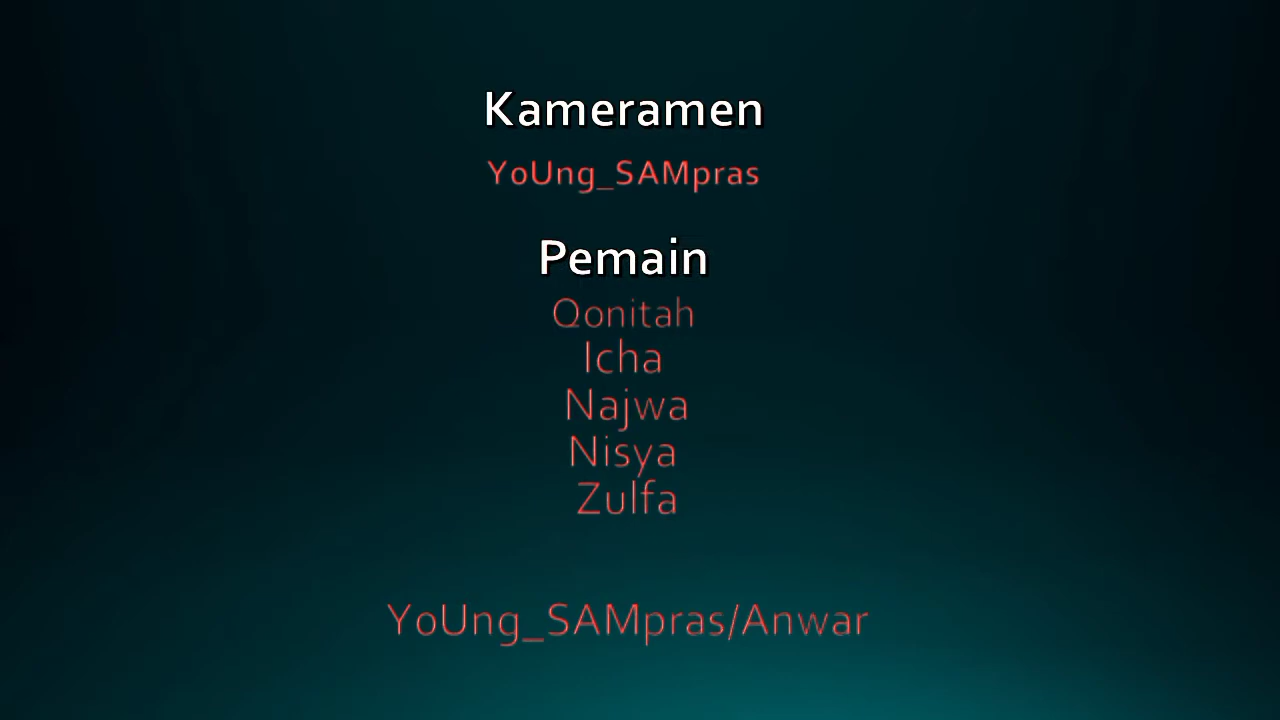 Kameramen
YoUng_SAMpras
Pemain
Qonitah
Icha
Najwa
Nisya
Zulfa
YoUng_SAMpras/Anwar